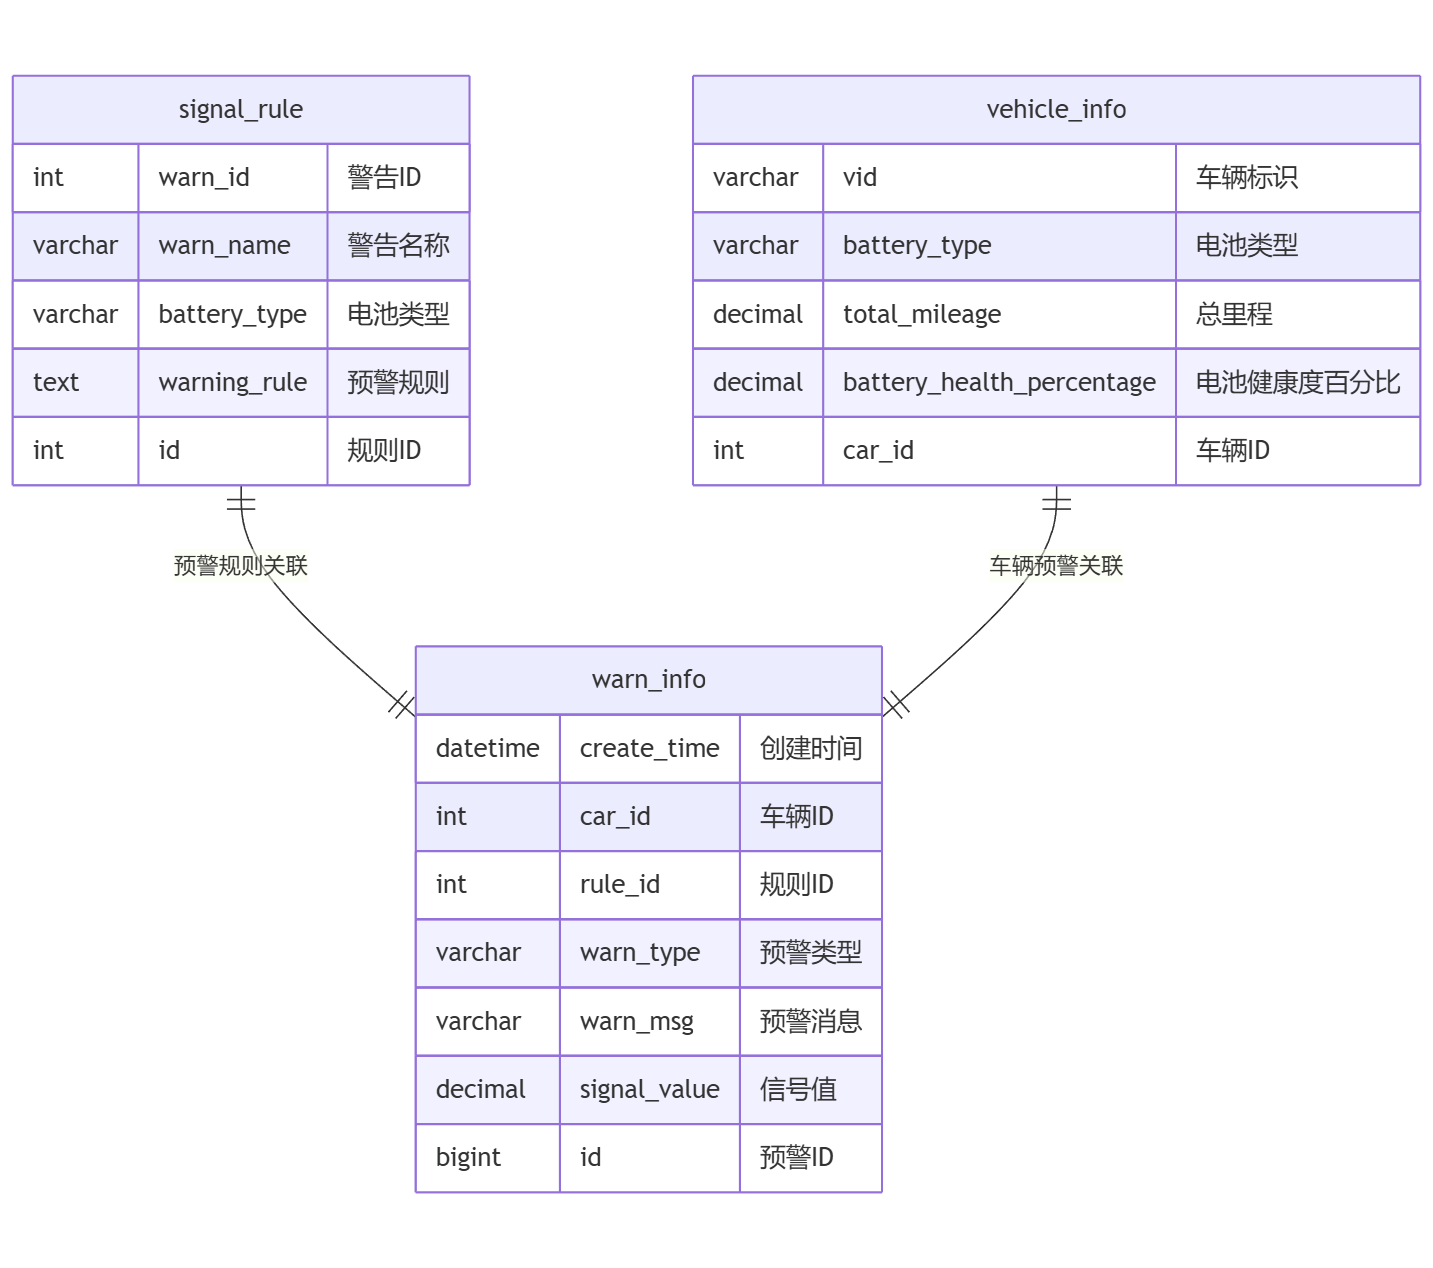 signal_rule
int warn_id 警告ID
varchar warn_name 警告名称
varchar battery_type 电池类型
text warning_rule 预警规则
int id 规则ID
vehicle_info
varchar vid 车辆标识
varchar battery_type 电池类型
decimal total_mileage 总里程
decimal battery_health_percentage 电池健康度百分比
int car_id 车辆ID
预警规则关联
车辆预警关联
warn_info
datetime create_time 创建时间
int car_id 车辆ID
int rule_id 规则ID
varchar warn_type 预警类型
varchar warn_msg 预警消息
decimal signal_value 信号值
bigint id 预警ID